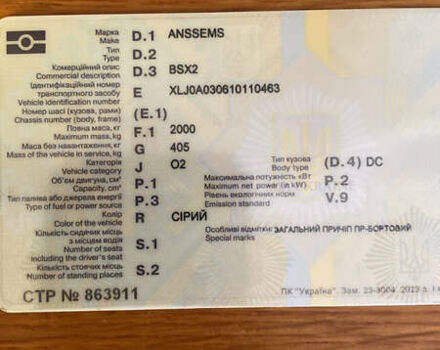 Марка
Make D.1 ANSSEMS
Тип
Type D.2
Комерційний опис
Commercial description D.3 BSX2
Ідентифікаційний номер
транспортного засобу E XLJ0A030610110463
Vehicle identification number
Номер шасі (кузова, рами) (E.1)
Chassis number (body, frame)
Повна маса, кг F.1 2000
Maximum mass, kg
Маса без навантаження, кг G 405
Mass of the vehicle in service, kg
Категорія J O2
Vehicle category
Тип кузова (D.4) DC
Body type
Об'єм двигуна, см³ P.1
Capacity, cm³
Максимальна потужність кВт P.2
Maximum net power (in kW)
Тип палива або джерела енергії P.3
Type of fuel or power source
Рівень екологічних норм V.9
Emission standard
Колір R СІРИЙ
Color of the vehicle
Особливі відмітки: ЗАГАЛЬНИЙ ПРИЧІП ПР-БОРТОВИЙ
Special marks
Кількість сидячих місць
з місцем водія S.1
Number of seats
including the driver's seat
Кількість стоячих місць S.2
Number of standing places
СТР № 863911
ПК "Україна". Зам. 23-3004. 2023 р. І